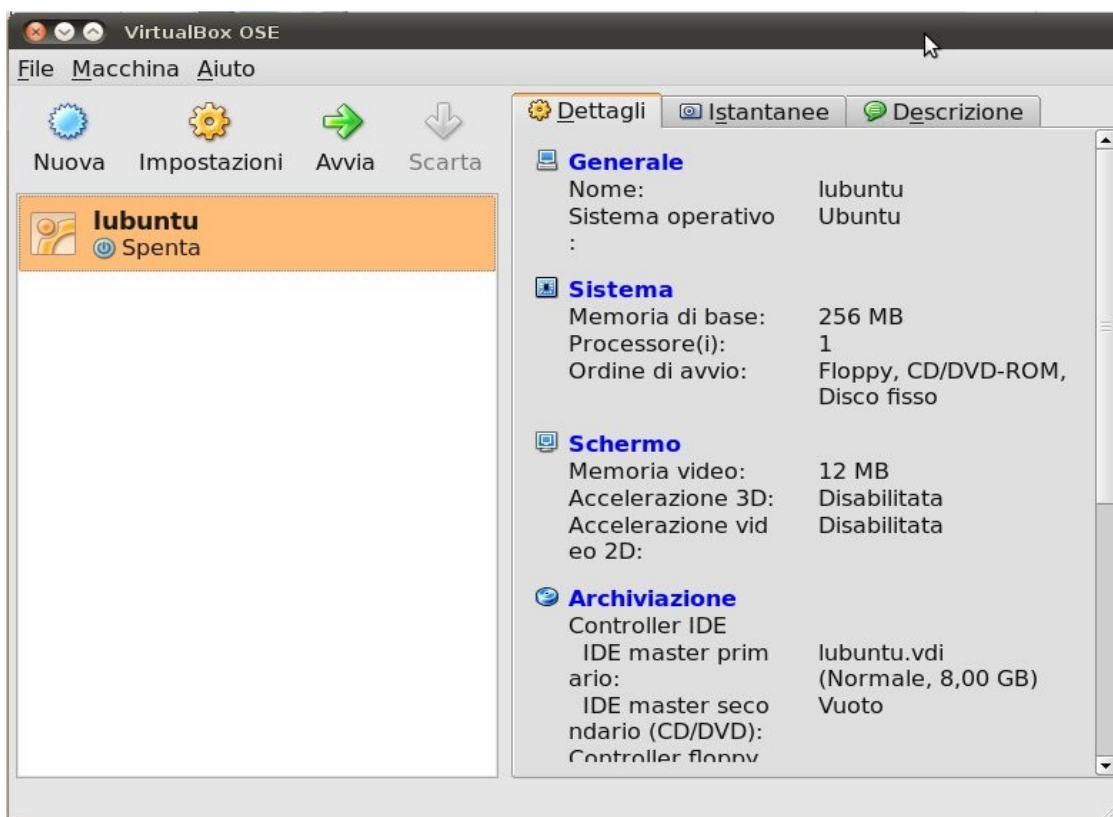 VirtualBox OSE
File Macchina Aiuto
Nuova Impostazioni Avvia Scarta
lubuntu
Spenta
Dettagli Istantanee Descrizione
Generale
Nome: lubuntu
Sistema operativo Ubuntu
:
Sistema
Memoria di base: 256 MB
Processore(i): 1
Ordine di avvio: Floppy, CD/DVD-ROM,
Disco fisso
Schermo
Memoria video: 12 MB
Accelerazione 3D: Disabilitata
Accelerazione vid Disabilitata
eo 2D:
Archiviazione
Controller IDE
IDE master prim lubuntu.vdi
ario: (Normale, 8,00 GB)
IDE master seco Vuoto
ndario (CD/DVD):
Controller floppy